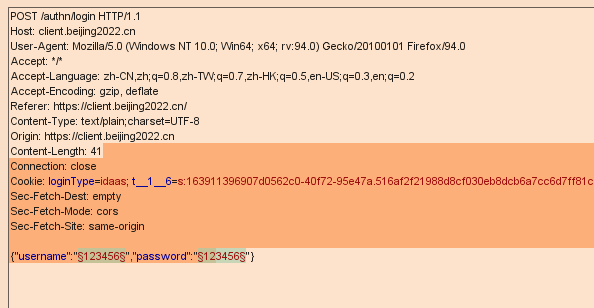 POST /authn/login HTTP/1.1
Host: client.beijing2022.cn
User-Agent: Mozilla/5.0 (Windows NT 10.0; Win64; x64; rv:94.0) Gecko/20100101 Firefox/94.0
Accept: */*
Accept-Language: zh-CN,zh;q=0.8,zh-TW;q=0.7,zh-HK;q=0.5,en-US;q=0.3,en;q=0.2
Accept-Encoding: gzip, deflate
Referer: https://client.beijing2022.cn/
Content-Type: text/plain;charset=UTF-8
Origin: https://client.beijing2022.cn
Content-Length: 41
Connection: close
Cookie: loginType=idaas; t__1__6=s:163911396907d0562c0-40f72-95e47a.516af2f21988d8cf030eb8dcb6a7cc6d7ff81c
Sec-Fetch-Dest: empty
Sec-Fetch-Mode: cors
Sec-Fetch-Site: same-origin
{"username":"§123456§","password":"§123456§"}